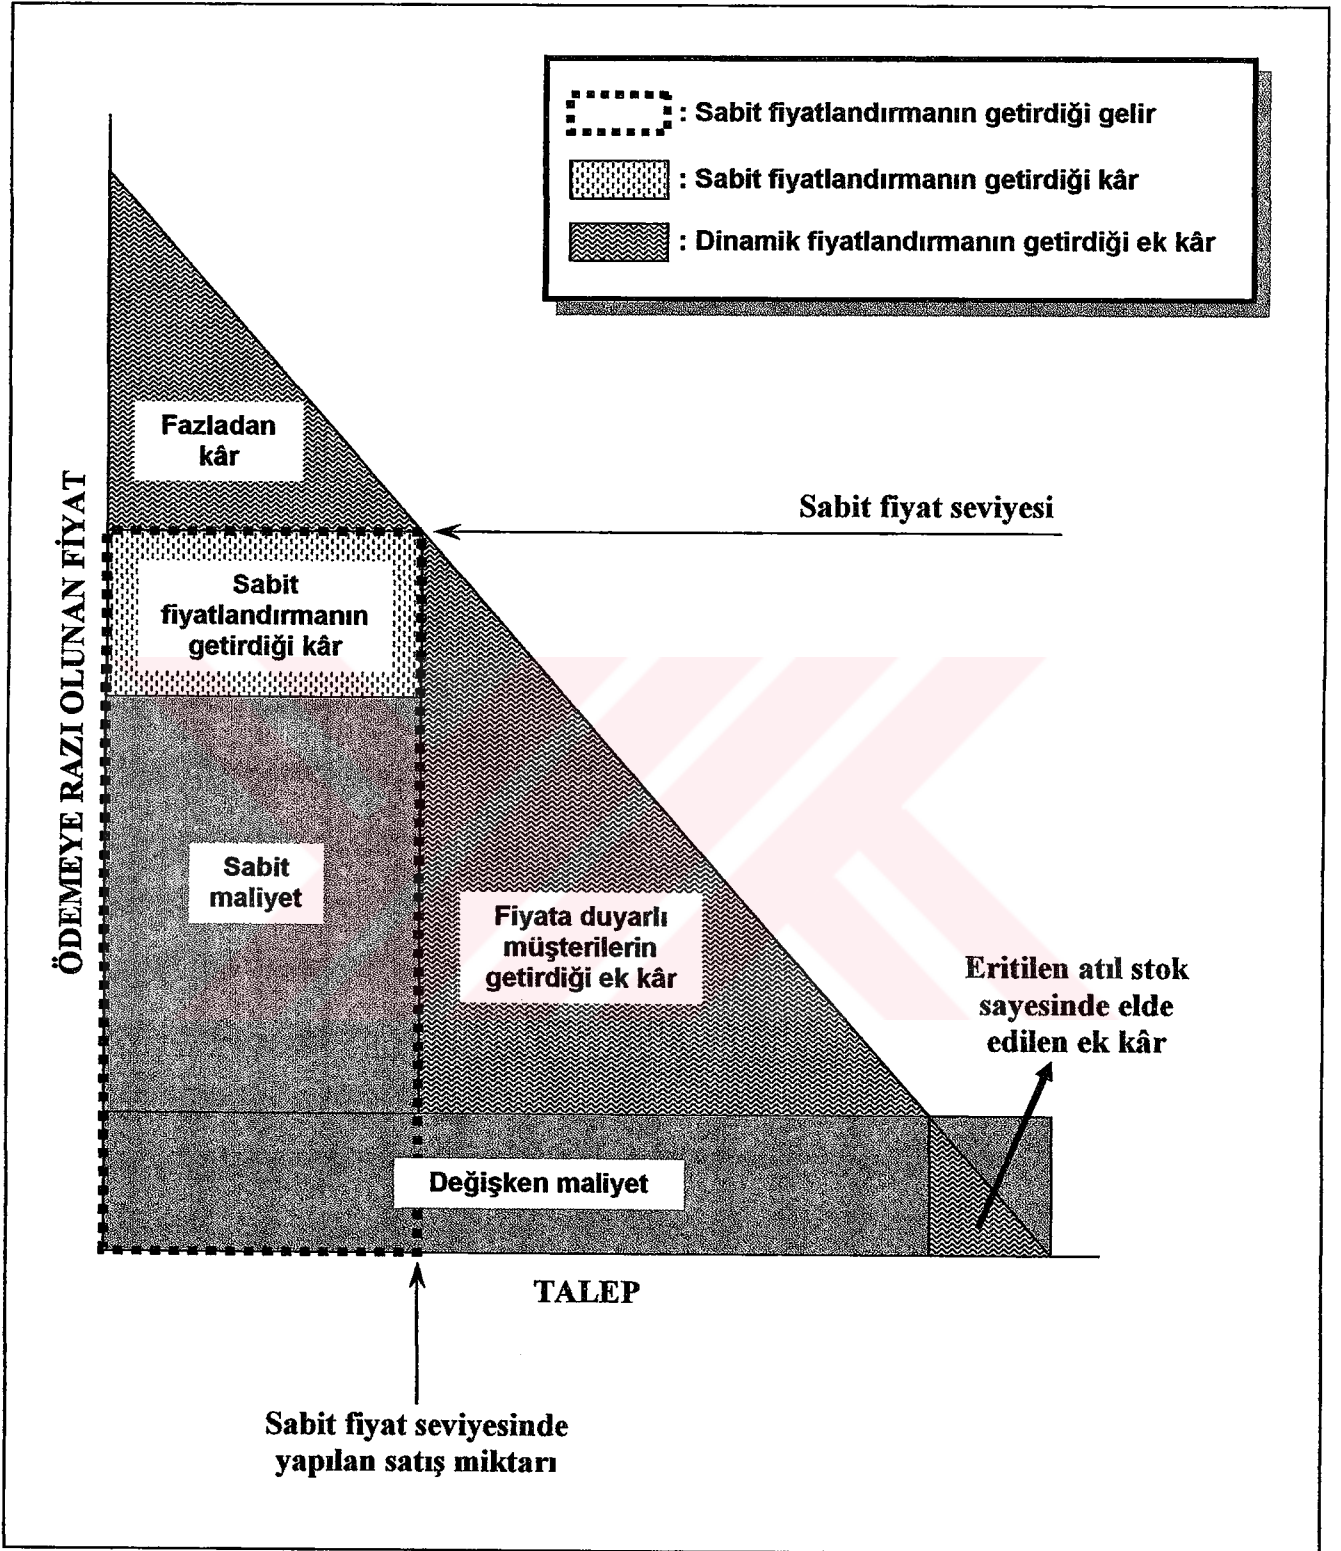 : Sabit fiyatlandırmanın getirdiği gelir
: Sabit fiyatlandırmanın getirdiği kâr
: Dinamik fiyatlandırmanın getirdiği ek kâr
Fazladan
kâr
Sabit fiyat seviyesi
ÖDEMEYE RAZI OLUNAN FİYAT
Sabit
fiyatlandırmanın
getirdiği kâr
Sabit
maliyet
Fiyata duyarlı
müşterilerin
getirdiği ek kâr
Eritilen atıl stok
sayesinde elde
edilen ek kâr
Değişken maliyet
TALEP
Sabit fiyat seviyesinde
yapılan satış miktarı